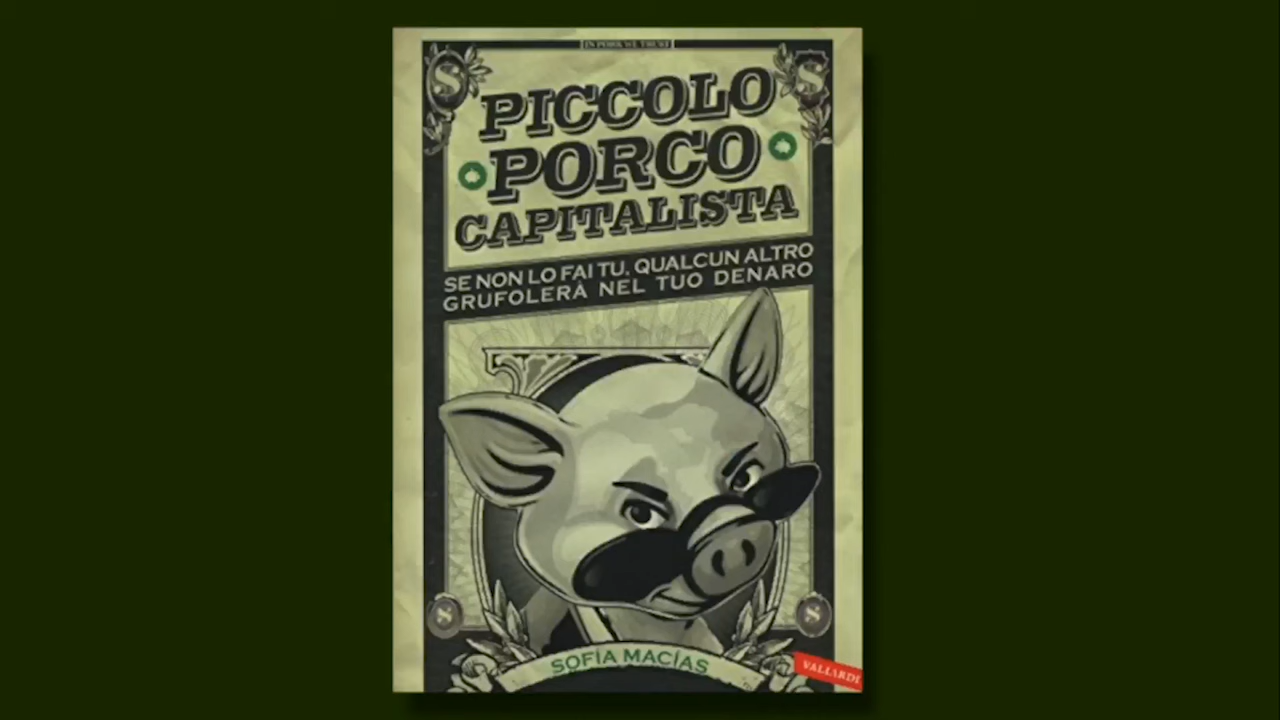 IN PORK WE TRUST
PICCOLO
PORCO
CAPITALISTA
SE NON LO FAI TU, QUALCUN ALTRO
GRUFOLERÀ NEL TUO DENARO
SOFÍA MACÍAS
VALLARDI